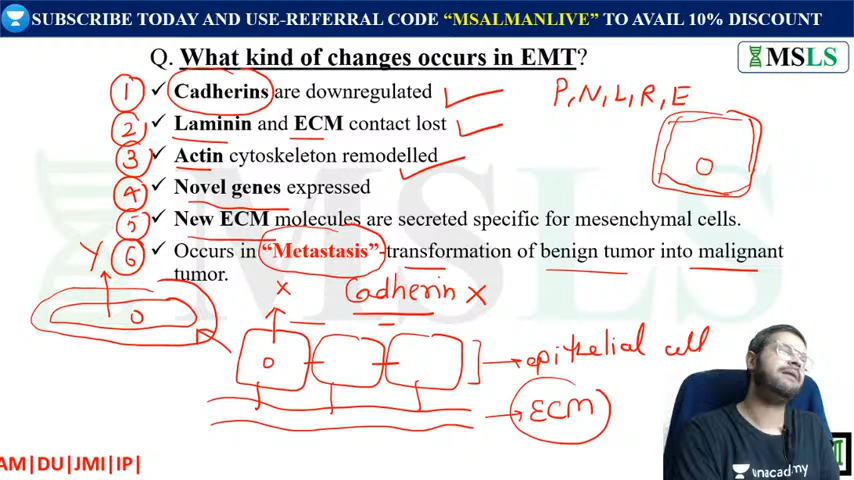 SUBSCRIBE TODAY AND USE-REFERRAL CODE “MSALMANLIVE” TO AVAIL 10% DISCOUNT
Q. What kind of changes occurs in EMT?
MSLS
1 ✓ Cadherins are downregulated
P, N, L, R, E
2 ✓ Laminin and ECM contact lost
3 ✓ Actin cytoskeleton remodelled
4 ✓ Novel genes expressed
5 ✓ New ECM molecules are secreted specific for mesenchymal cells.
6 ✓ Occurs in “Metastasis”-transformation of benign tumor into malignant
tumor.
Y
X
Cadherin X
epithelial cell
ECM
unacademy
AM|DU|JMI|IP|